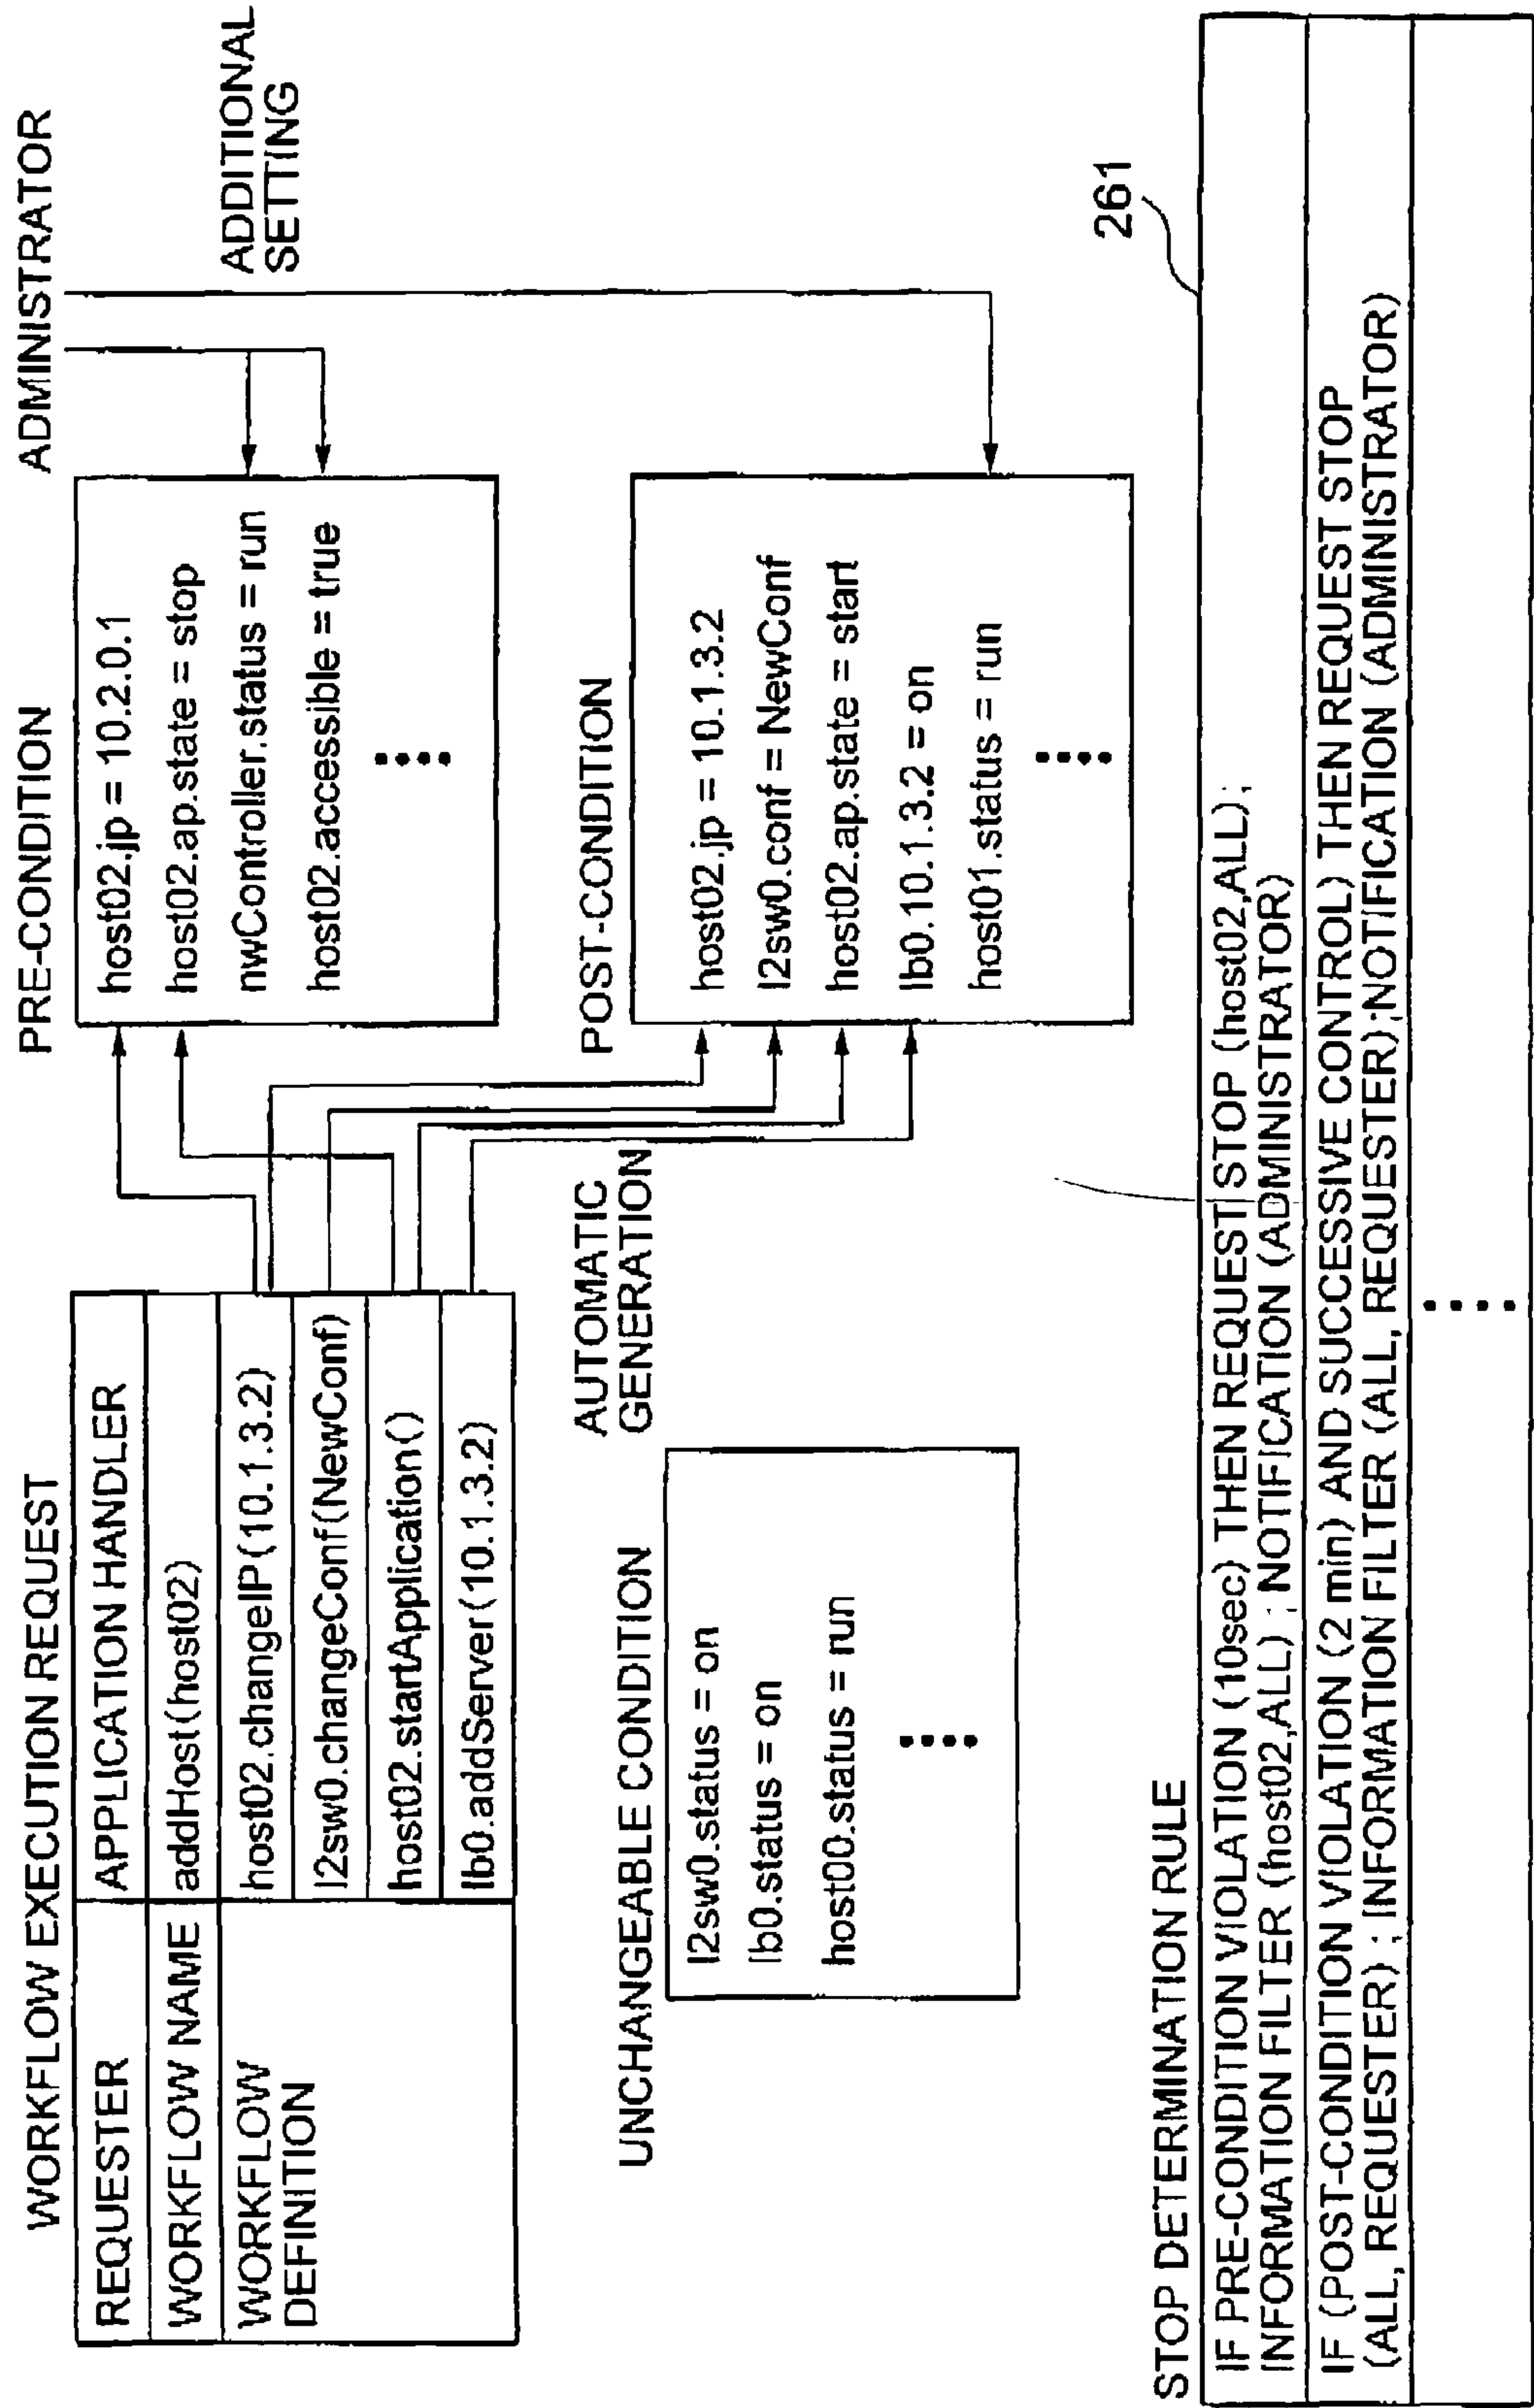 WORKFLOW EXECUTION REQUEST
REQUESTER
APPLICATION HANDLER
WORKFLOW NAME
addHost(host02)
WORKFLOW
DEFINITION
host02.changeIP(10.1.3.2)
l2sw0.changeConf(NewConf)
host02.startApplication()
lb0.addServer(10.1.3.2)
PRE-CONDITION
host02.jp = 10.2.0.1
host02.ap.state = stop
nwController.status = run
host02.accessible = true
....
ADMINISTRATOR
ADDITIONAL
SETTING
AUTOMATIC
GENERATION
UNCHANGEABLE CONDITION
l2sw0.status = on
lb0.status = on
host00.status = run
....
POST-CONDITION
host02.jp = 10.1.3.2
l2sw0.conf = NewConf
host02.ap.state = start
lb0.10.1.3.2 = on
host01.status = run
....
261
STOP DETERMINATION RULE
IF PRE-CONDITION VIOLATION (10sec) THEN REQUEST STOP (host02,ALL);
INFORMATION FILTER (host02,ALL) ; NOTIFICATION (ADMINISTRATOR)
IF (POST-CONDITION VIOLATION (2 min) AND SUCCESSIVE CONTROL) THEN REQUEST STOP
(ALL, REQUESTER) ; INFORMATION FILTER (ALL, REQUESTER);NOTIFICATION (ADMINISTRATOR)
....